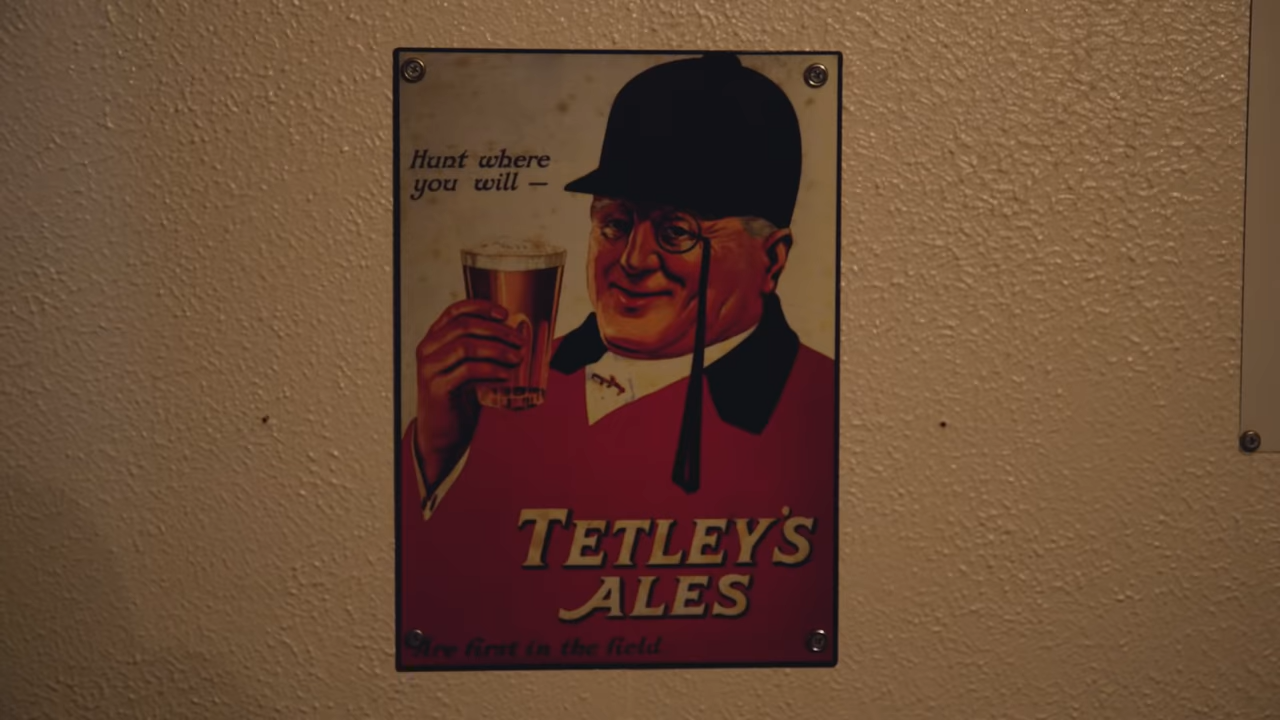 Hunt where
you will —
TETLEY'S
ALES
Are first in the field